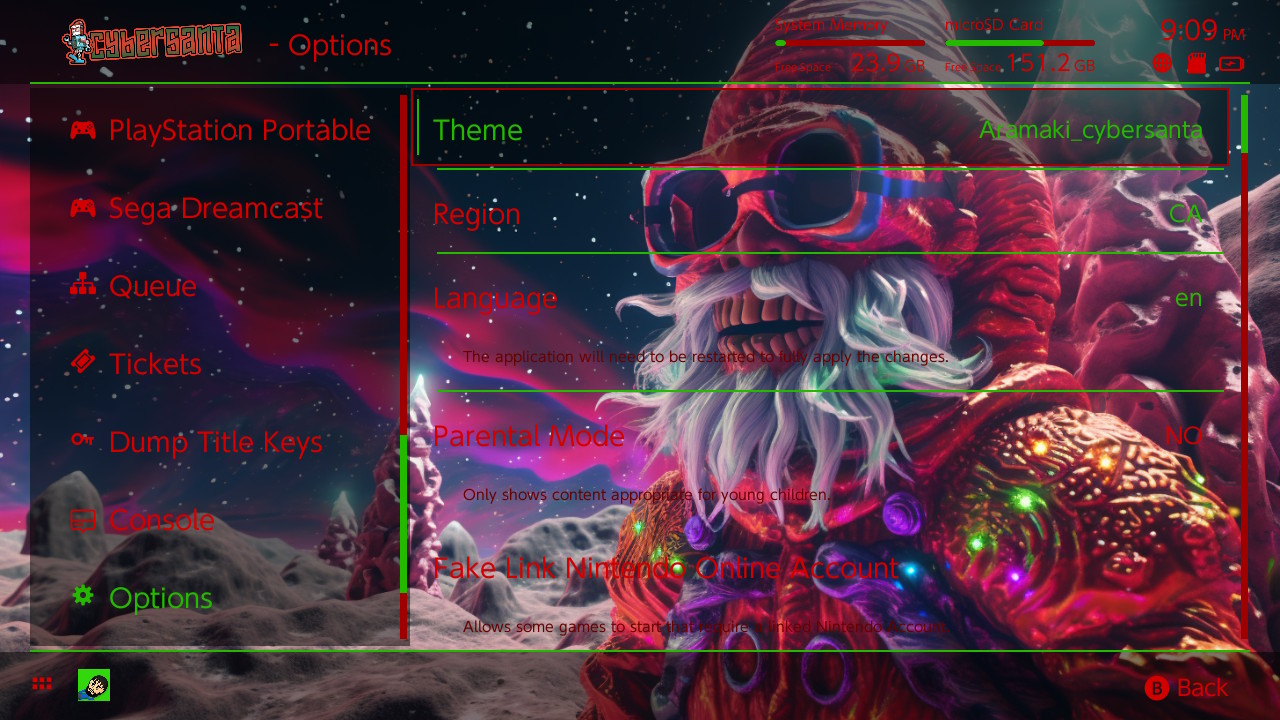 cybersanta - Options
System Memory
microSD Card
9:09 PM
Free Space 23.9 GB
Free Space 151.2 GB
PlayStation Portable
Sega Dreamcast
Queue
Tickets
Dump Title Keys
Console
Options
Theme Aramaki_cybersanta
Region CA
Language en
The application will need to be restarted to fully apply the changes.
Parental Mode NO
Only shows content appropriate for young children.
Fake Link Nintendo Online Account
Allows some games to start that require a linked Nintendo Account.
B Back